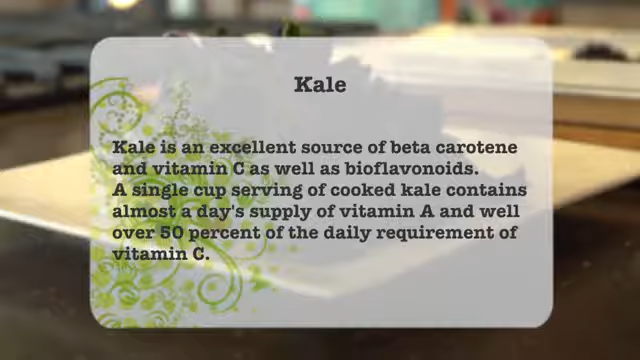 Kale
Kale is an excellent source of beta carotene
and vitamin C as well as bioflavonoids.
A single cup serving of cooked kale contains
almost a day's supply of vitamin A and well
over 50 percent of the daily requirement of
vitamin C.